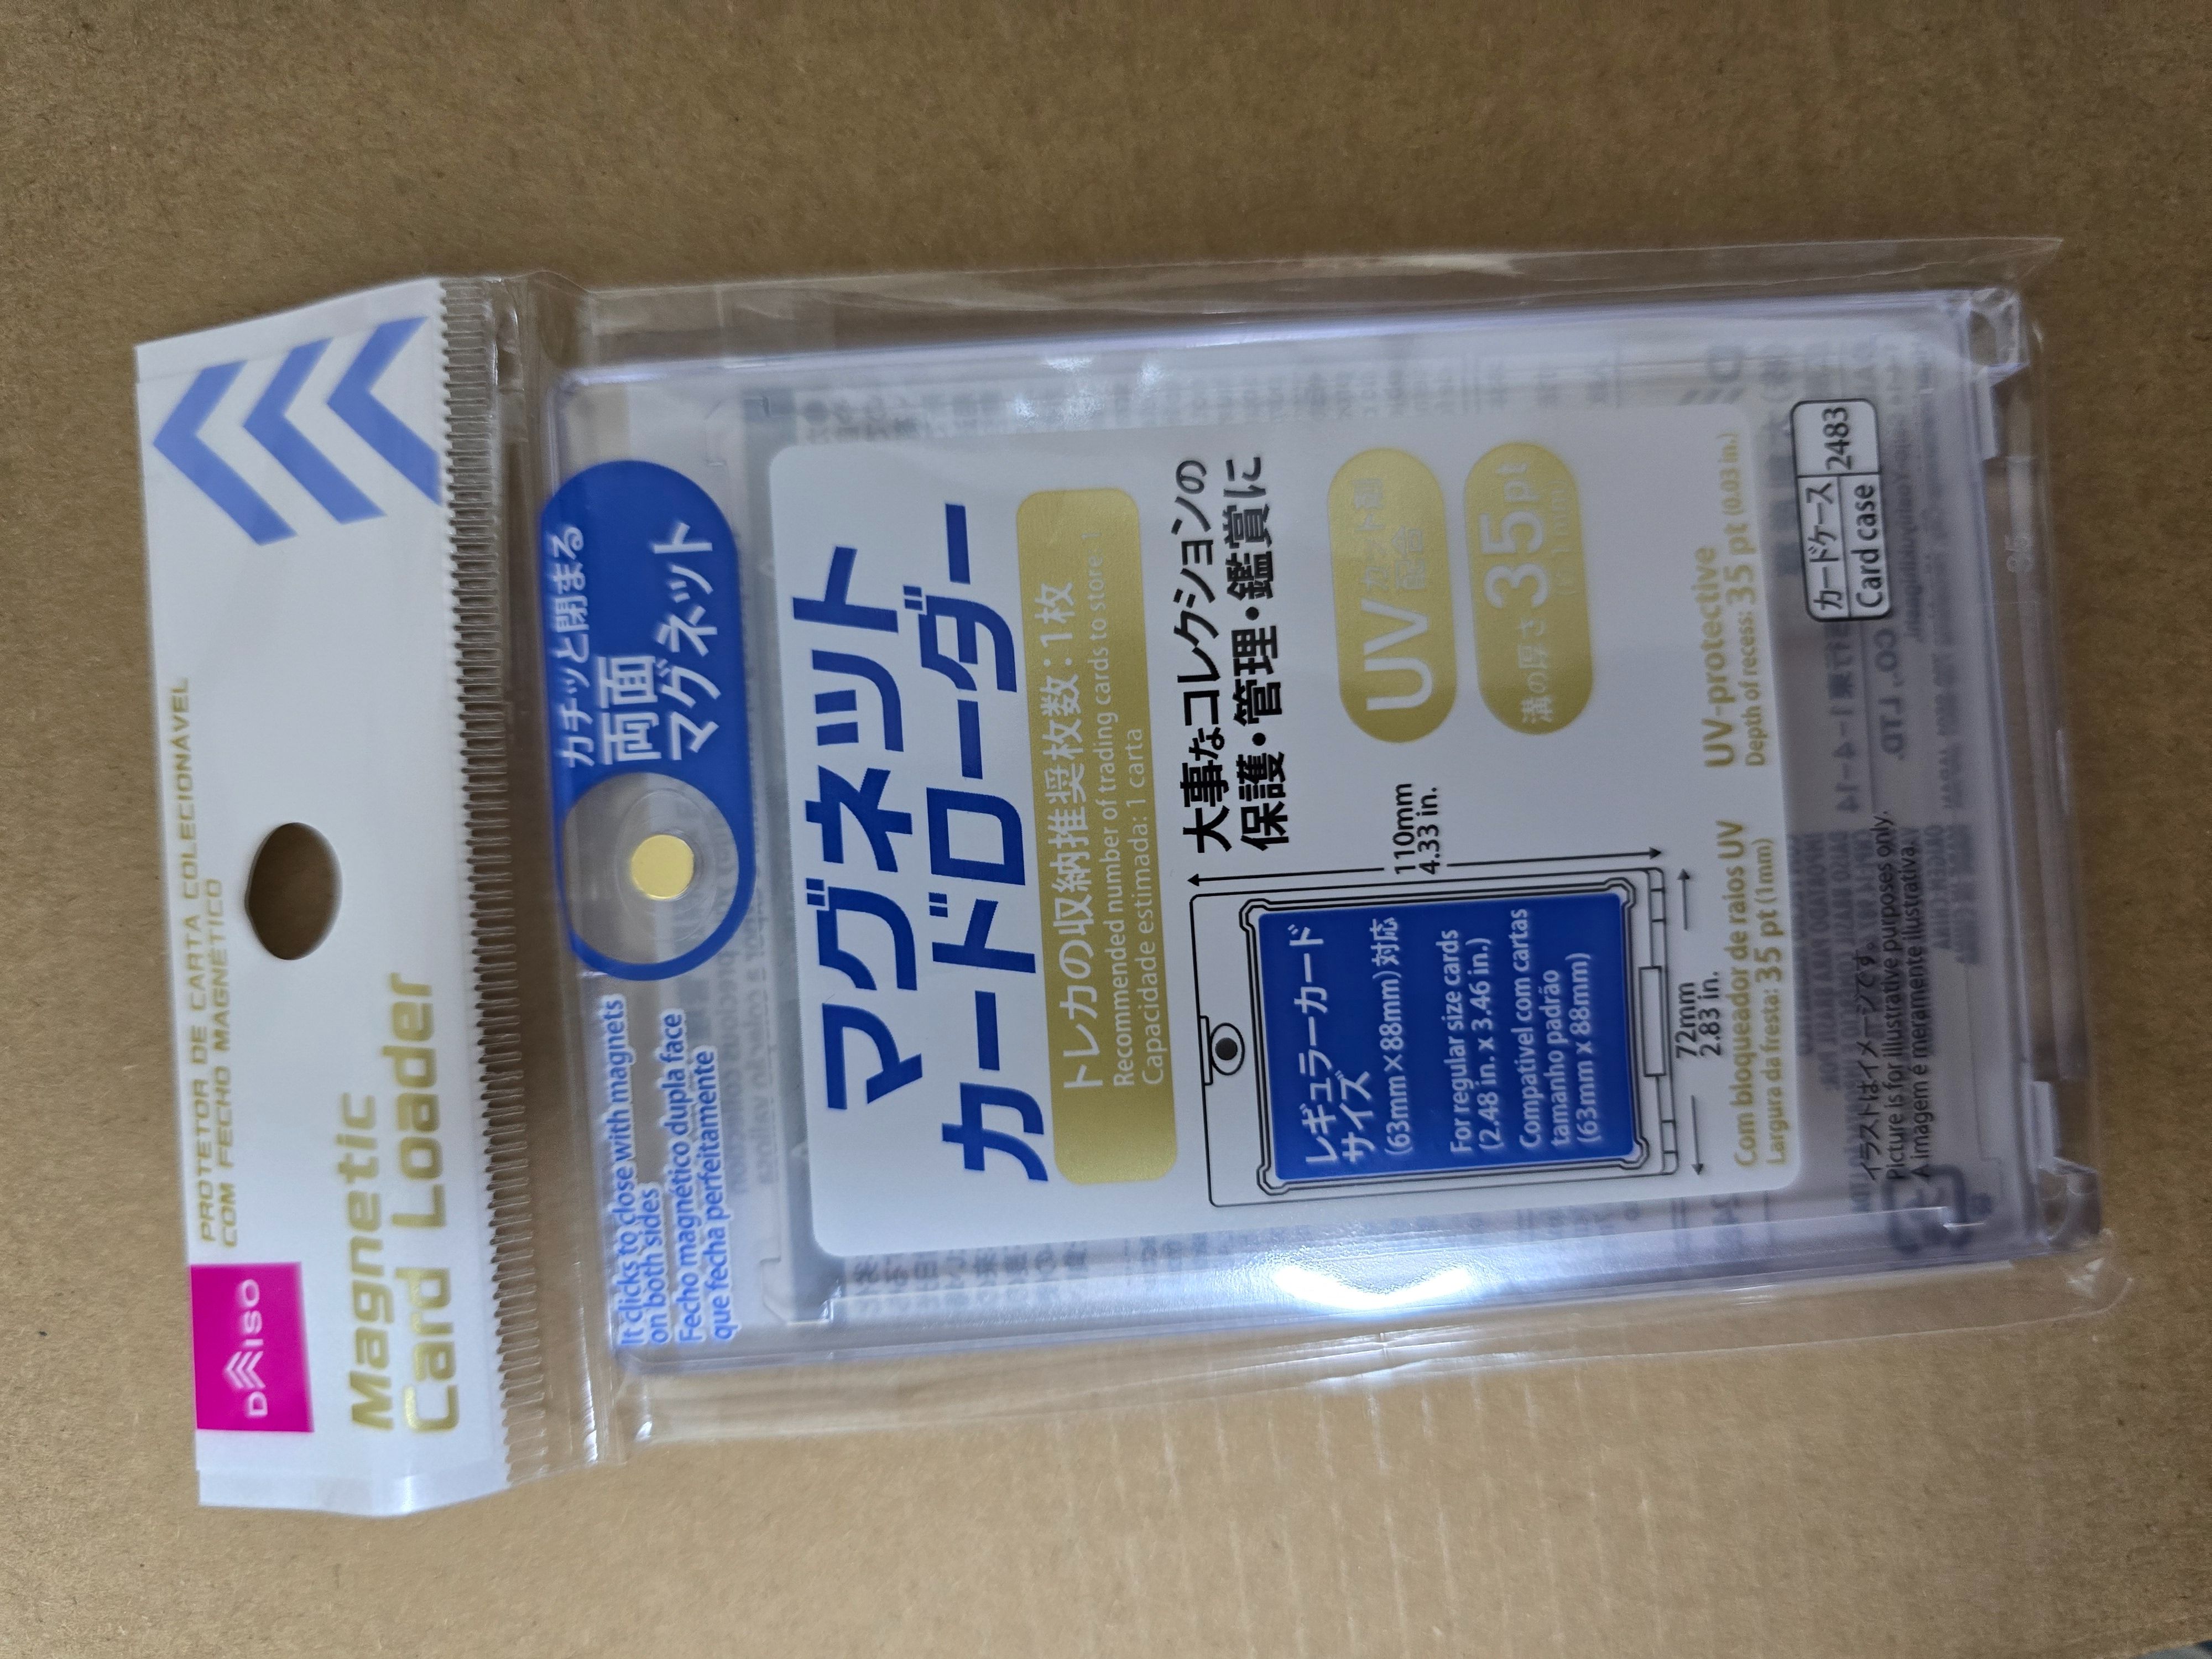 PROTETOR DE CARTA COLECIONÁVEL
COM FECHO MAGNÉTICO
DAISO
Magnetic
Card Loader
It clicks to close with magnets
on both sides
Fecho magnético dupla face
que fecha perfeitamente
カチッと閉まる
両面
マグネット
マグネット
カードローダー
トレカの収納推奨枚数:1枚
Recommended number of trading cards to store: 1
Capacidade estimada: 1 carta
大事なコレクションの
保護・管理・鑑賞に
110mm
4.33 in.
レギュラーカード
サイズ
(63mm×88mm)対応
For regular size cards
(2.48 in. x 3.46 in.)
Compatível com cartas
tamanho padrão
(63mm x 88mm)
72mm
2.83 in.
UV カット剤
配合
溝の厚さ 35pt
UV-protective
Depth of recess: 35 pt (0.03 in.)
Com bloqueador de raios UV
Largura da fresta: 35 pt (1mm)
カードケース 2483
Card case
イラストはイメージです。
Picture is for illustrative purposes only.
A imagem é meramente ilustrativa.